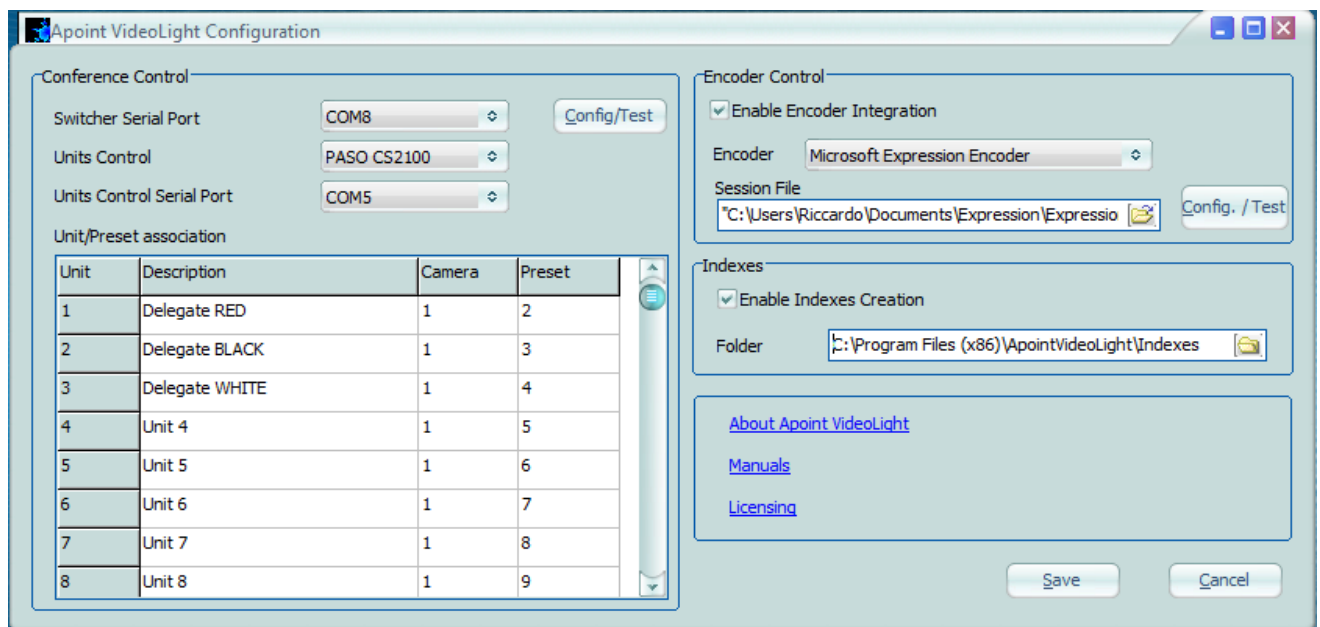 Apoint VideoLight Configuration
Conference Control
Switcher Serial Port COM8 Config/Test
Units Control PASO CS2100
Units Control Serial Port COM5
Unit/Preset association
Unit Description Camera Preset
1 Delegate RED 1 2
2 Delegate BLACK 1 3
3 Delegate WHITE 1 4
4 Unit 4 1 5
5 Unit 5 1 6
6 Unit 6 1 7
7 Unit 7 1 8
8 Unit 8 1 9
Encoder Control
Enable Encoder Integration
Encoder Microsoft Expression Encoder
Session File
"C:\Users\Riccardo\Documents\Expression\Expressio Config. / Test
Indexes
Enable Indexes Creation
Folder C:\Program Files (x86)\ApointVideoLight\Indexes
About Apoint VideoLight
Manuals
Licensing
Save Cancel